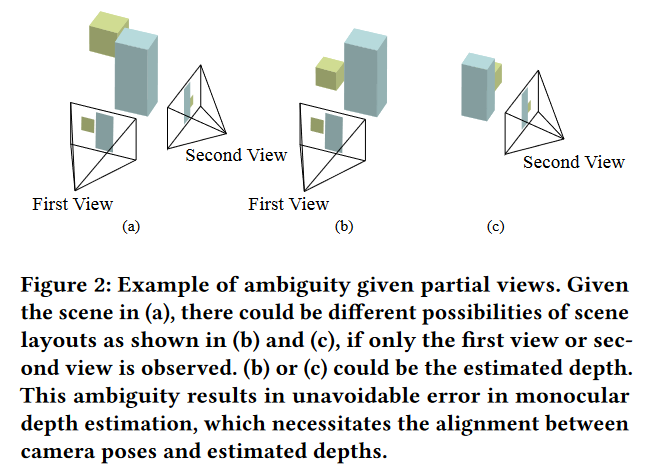 Second View
First View
(a)
First View
(b)
Second View
(c)
Figure 2: Example of ambiguity given partial views. Given
the scene in (a), there could be different possibilities of scene
layouts as shown in (b) and (c), if only the first view or sec-
ond view is observed. (b) or (c) could be the estimated depth.
This ambiguity results in unavoidable error in monocular
depth estimation, which necessitates the alignment between
camera poses and estimated depths.